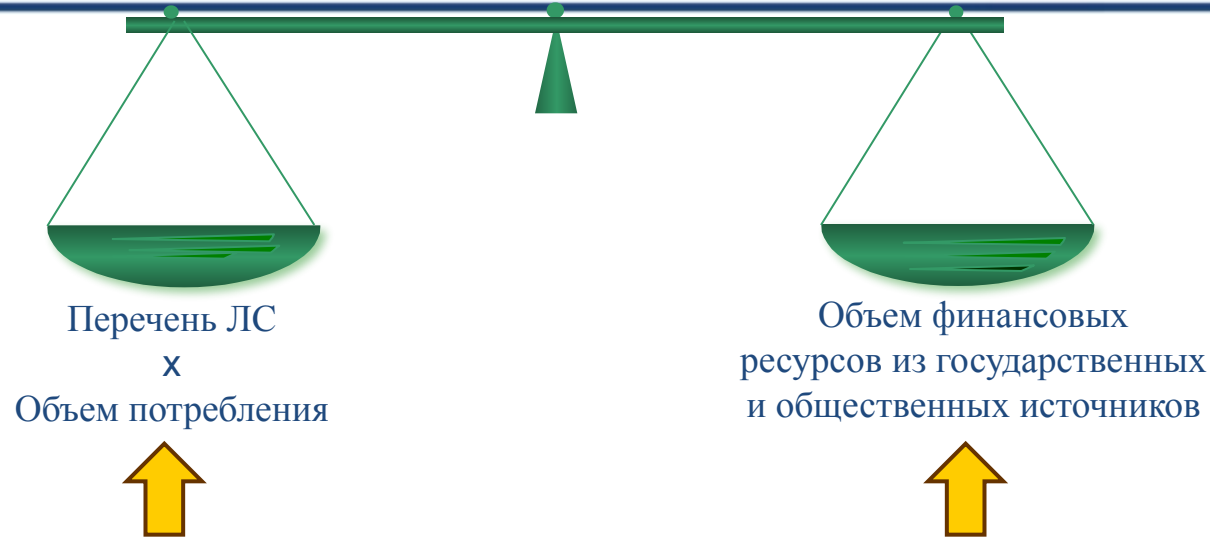 Перечень ЛС
х
Объем потребления
Объем финансовых
ресурсов из государственных
и общественных источников